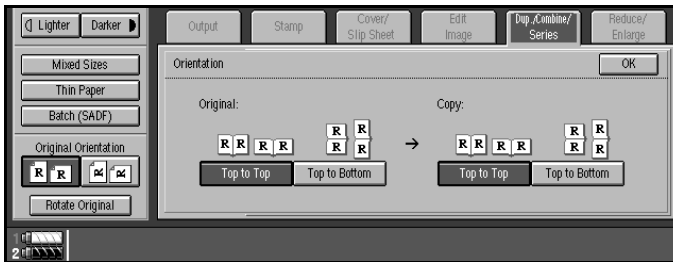 Lighter Darker
Output Stamp Cover/ Slip Sheet Edit Image Dup./Combine/ Series Reduce/ Enlarge
Mixed Sizes
Thin Paper
Batch (SADF)
Original Orientation
R R R R
Rotate Original
Orientation
OK
Original:
R R R R R R R R
Top to Top Top to Bottom
→
Copy:
R R R R R R R R
Top to Top Top to Bottom
1
2